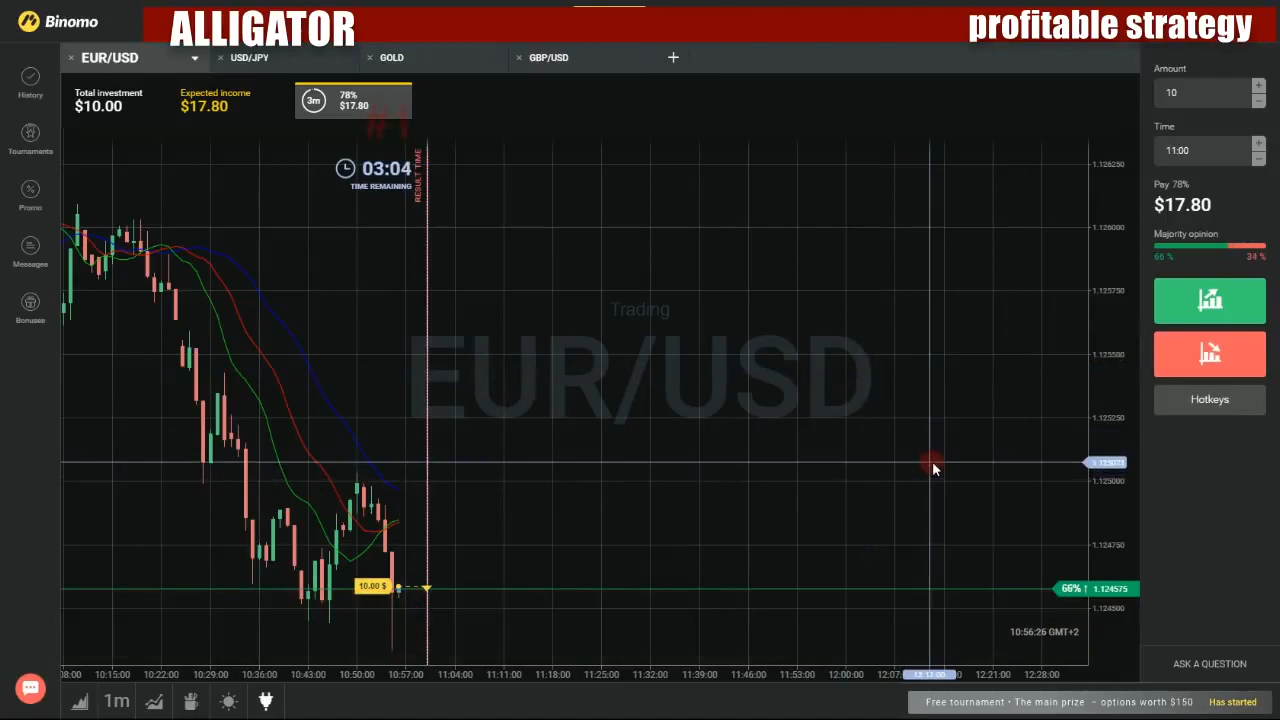 Binomo
ALLIGATOR
profitable strategy
EUR/USD
USD/JPY
GOLD
GBP/USD
Total investment
$10.00
Expected income
$17.80
3m
78%
$17.80
#1
03:04
TIME REMAINING
RESULT TIME
History
Tournaments
Promo
Messages
Bonuses
Amount
10
Time
11:00
Pay 78%
$17.80
Majority opinion
66 %
34 %
Hotkeys
ASK A QUESTION
Trading
EUR/USD
1.126250
1.126000
1.125750
1.125500
1.125250
1.125000
1.124750
66% ↑ 1.124575
1.124500
10.00 $
10:56:26 GMT+2
:08:00 10:15:00 10:22:00 10:29:00 10:36:00 10:43:00 10:50:00 10:57:00 11:04:00 11:11:00 11:18:00 11:25:00 11:32:00 11:39:00 11:46:00 11:53:00 12:00:00 12:07: 12:21:00 12:28:00
1m
Free tournament • The main prize – options worth $150 Has started